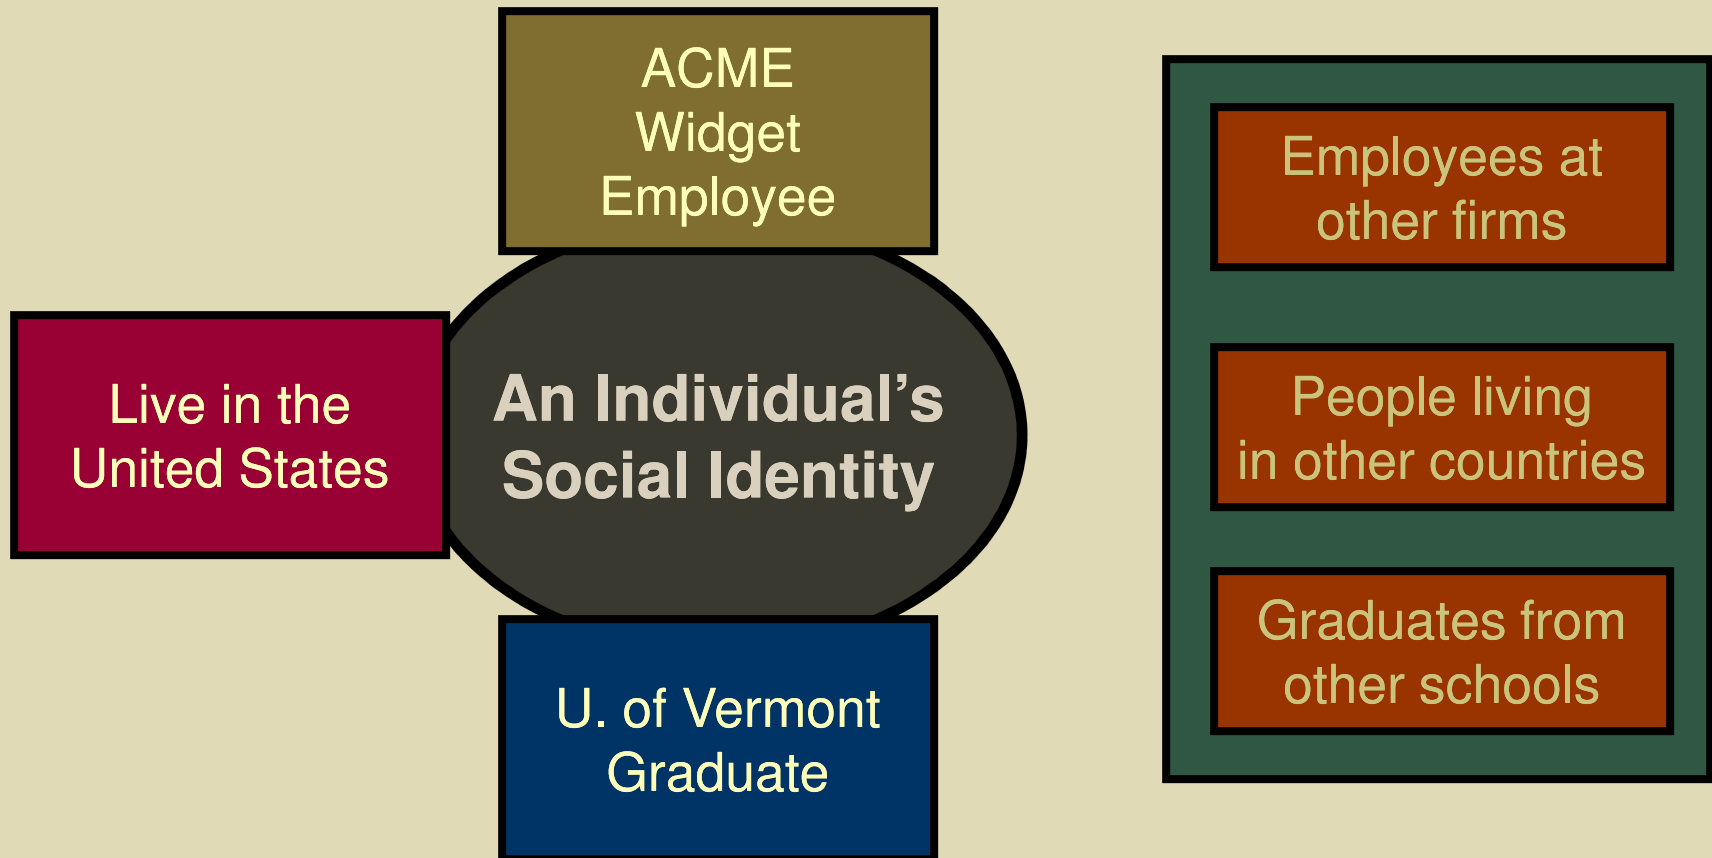 ACME
Widget
Employee
Live in the
United States
An Individual’s
Social Identity
U. of Vermont
Graduate
Employees at
other firms
People living
in other countries
Graduates from
other schools